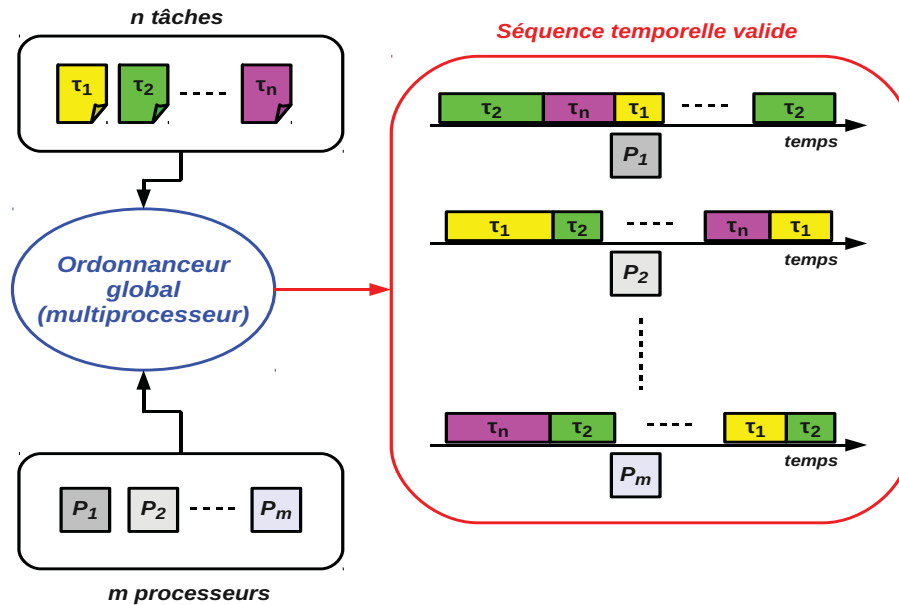 n tâches
τ1 τ2 τn
Séquence temporelle valide
τ2 τn τ1 τ2
temps
P1
τ1 τ2 τn τ1
temps
P2
Ordonnanceur
global
(multiprocesseur)
τn τ2 τ1 τ2
temps
Pm
P1 P2 Pm
m processeurs